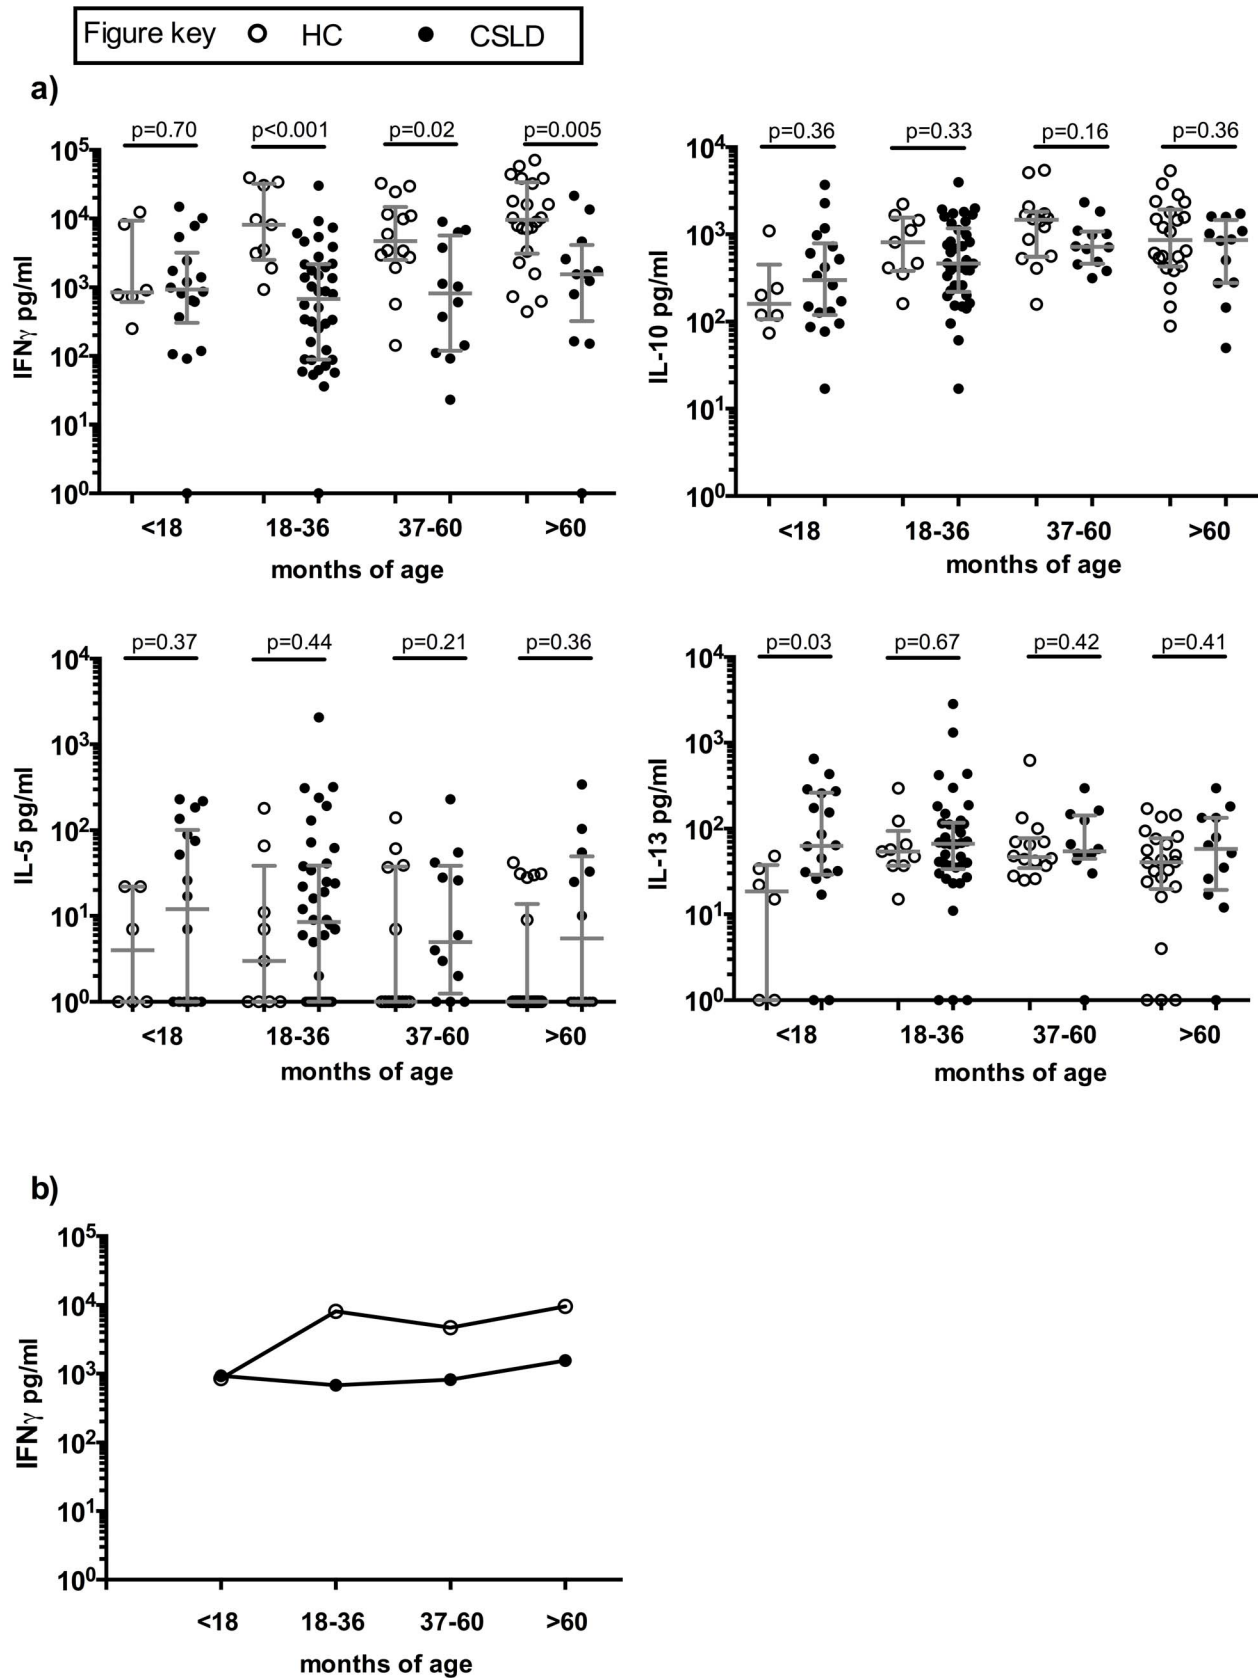 Figure key HC CSLD
a)
p=0.70 p<0.001 p=0.02 p=0.005
10⁵
10⁴
10³
10²
10¹
10⁰
IFNγ pg/ml
<18 18-36 37-60 >60
months of age
p=0.36 p=0.33 p=0.16 p=0.36
10⁴
10³
10²
10¹
10⁰
IL-10 pg/ml
<18 18-36 37-60 >60
months of age
p=0.37 p=0.44 p=0.21 p=0.36
10⁴
10³
10²
10¹
10⁰
IL-5 pg/ml
<18 18-36 37-60 >60
months of age
p=0.03 p=0.67 p=0.42 p=0.41
10⁴
10³
10²
10¹
10⁰
IL-13 pg/ml
<18 18-36 37-60 >60
months of age
b)
10⁵
10⁴
10³
10²
10¹
10⁰
IFNγ pg/ml
<18 18-36 37-60 >60
months of age